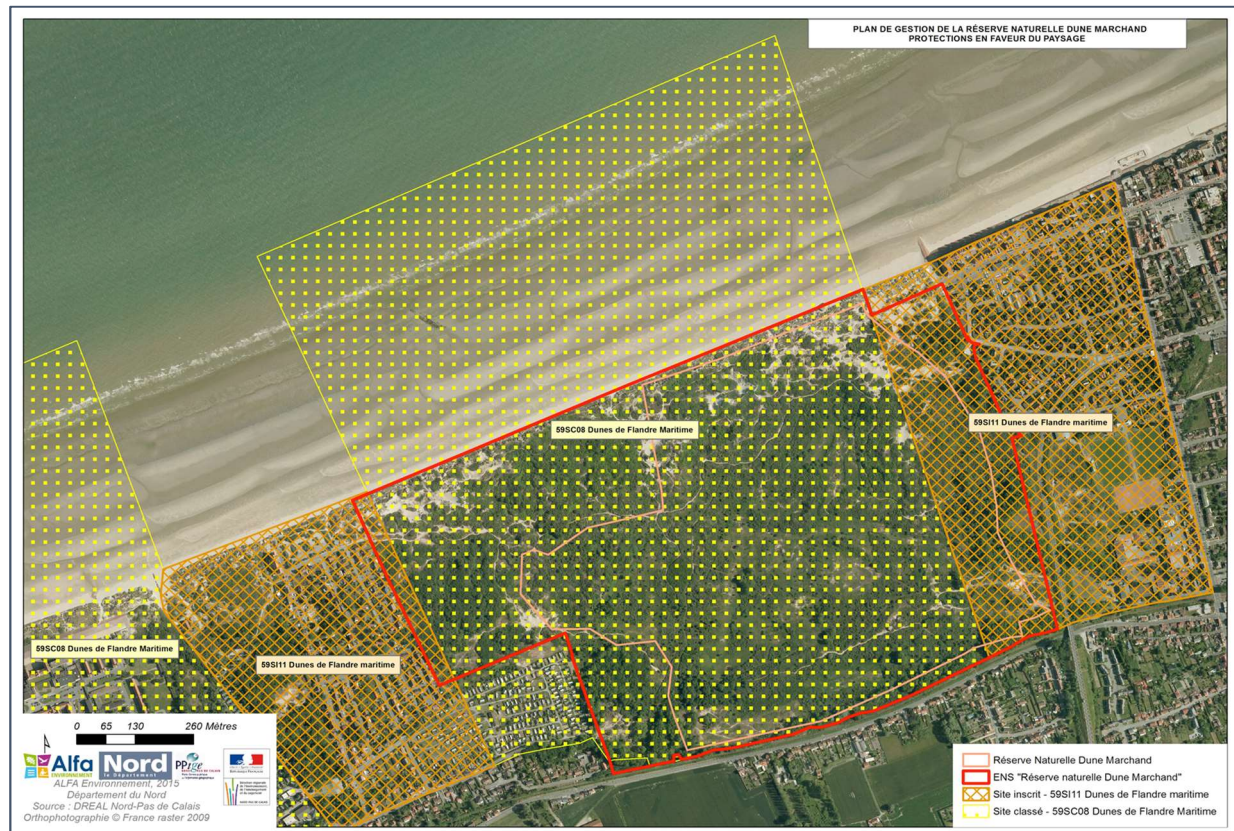 PLAN DE GESTION DE LA RÉSERVE NATURELLE DUNE MARCHAND
PROTECTIONS EN FAVEUR DU PAYSAGE
59SC08 Dunes de Flandre Maritime
59SI11 Dunes de Flandre maritime
59SC08 Dunes de Flandre Maritime
59SI11 Dunes de Flandre maritime
0 65 130 260 Mètres
N
Alfa
ENVIRONNEMENT
Nord
le Département
PPige
ALFA Environnement, 2015
Département du Nord
Source : DREAL Nord-Pas de Calais
Orthophotographie © France raster 2009
Réserve Naturelle Dune Marchand
ENS "Réserve naturelle Dune Marchand"
Site inscrit - 59SI11 Dunes de Flandre maritime
Site classé - 59SC08 Dunes de Flandre Maritime